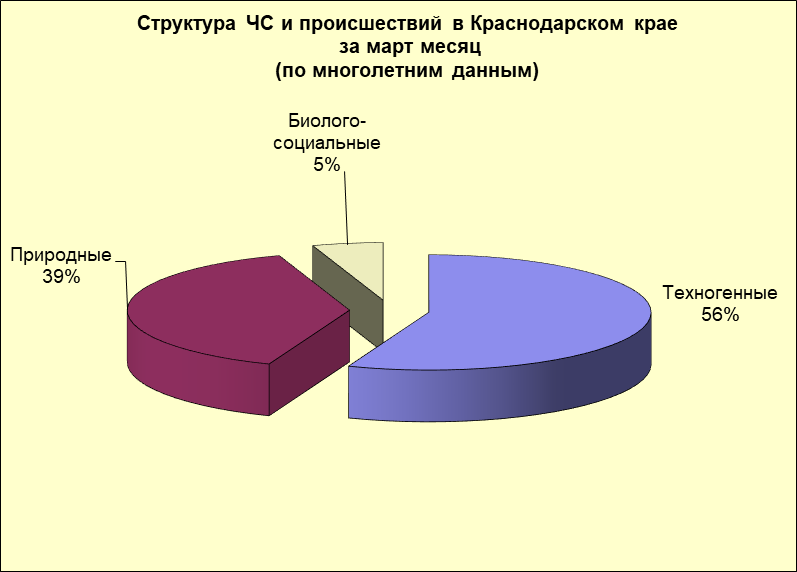 Структура ЧС и происшествий в Краснодарском крае
за март месяц
(по многолетним данным)
Биолого-
социальные
5%
Природные
39%
Техногенные
56%